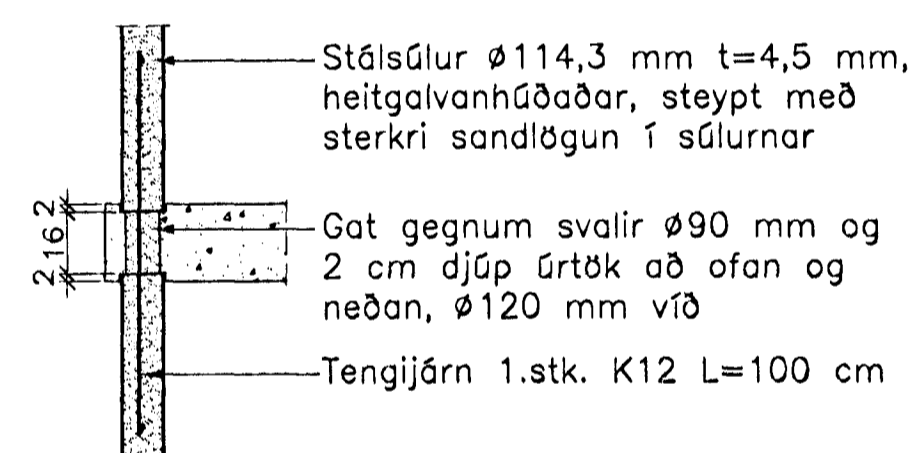 Stálsúlur ø114,3 mm t=4,5 mm,
heitgalvanhúðaðar, steypt með
sterkri sandlögun í súlurnar
2
16
2
Gat gegnum svalir ø90 mm og
2 cm djúp úrtök að ofan og
neðan, ø120 mm víð
Tengijárn 1.stk. K12 L=100 cm